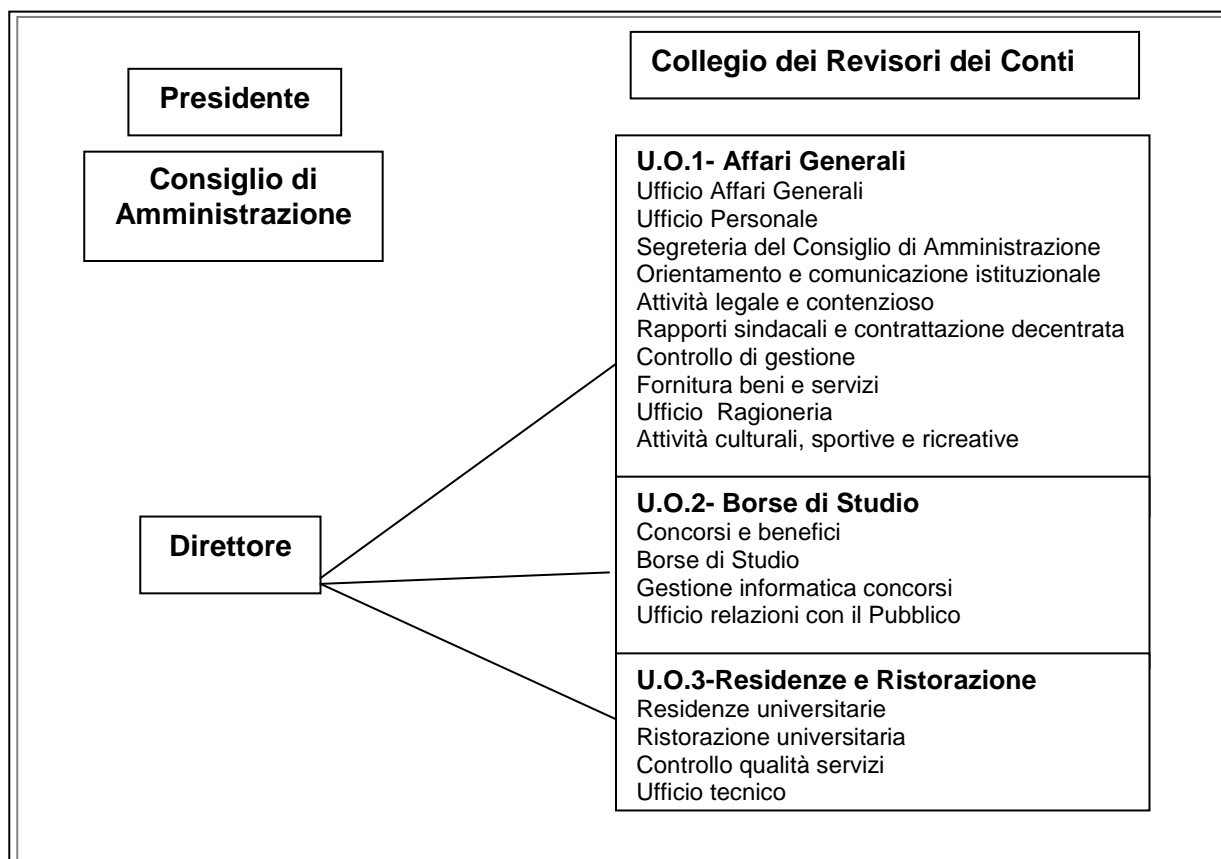 Presidente
Consiglio di
Amministrazione
Direttore
Collegio dei Revisori dei Conti
U.O.1- Affari Generali
Ufficio Affari Generali
Ufficio Personale
Segreteria del Consiglio di Amministrazione
Orientamento e comunicazione istituzionale
Attività legale e contenzioso
Rapporti sindacali e contrattazione decentrata
Controllo di gestione
Fornitura beni e servizi
Ufficio  Ragioneria
Attività culturali, sportive e ricreative
U.O.2- Borse di Studio
Concorsi e benefici
Borse di Studio
Gestione informatica concorsi
Ufficio relazioni con il Pubblico
U.O.3-Residenze e Ristorazione
Residenze universitarie
Ristorazione universitaria
Controllo qualità servizi
Ufficio tecnico